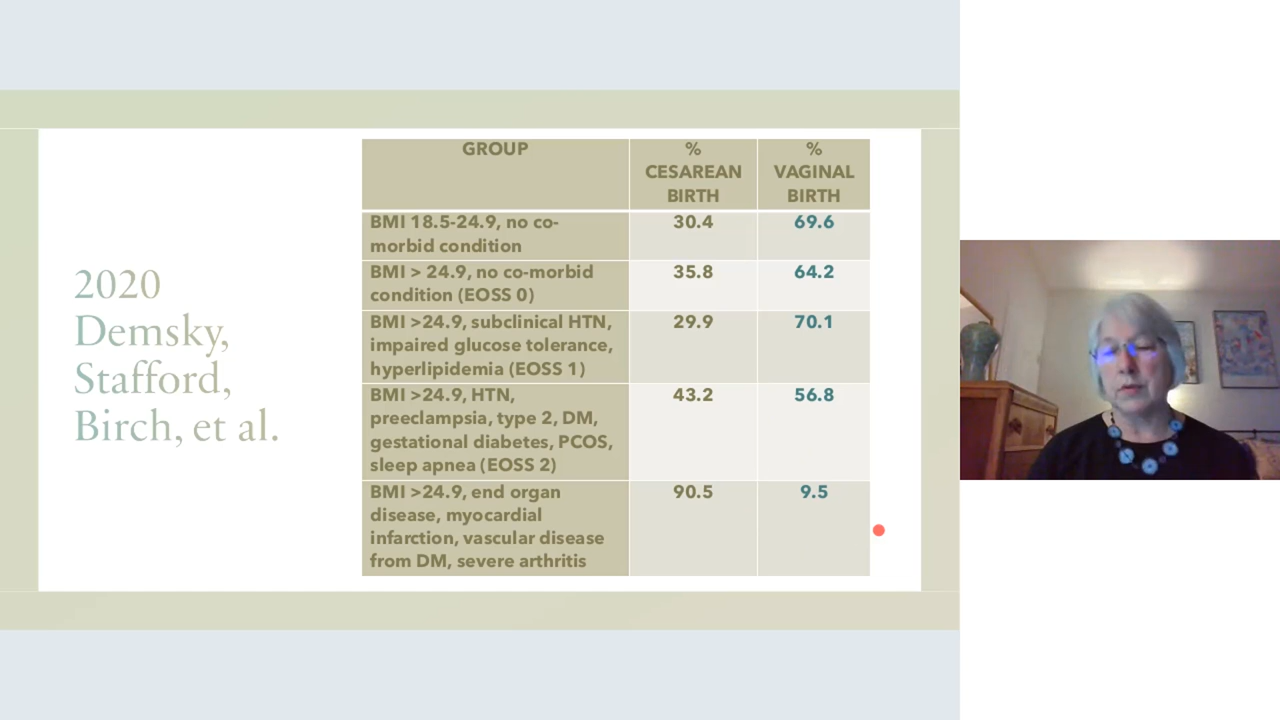 2020
Demsky,
Stafford,
Birch, et al.
GROUP
%
CESAREAN
BIRTH
%
VAGINAL
BIRTH
BMI 18.5-24.9, no co-
morbid condition
30.4
69.6
BMI > 24.9, no co-morbid
condition (EOSS 0)
35.8
64.2
BMI >24.9, subclinical HTN,
impaired glucose tolerance,
hyperlipidemia (EOSS 1)
29.9
70.1
BMI >24.9, HTN,
preeclampsia, type 2, DM,
gestational diabetes, PCOS,
sleep apnea (EOSS 2)
43.2
56.8
BMI >24.9, end organ
disease, myocardial
infarction, vascular disease
from DM, severe arthritis
90.5
9.5